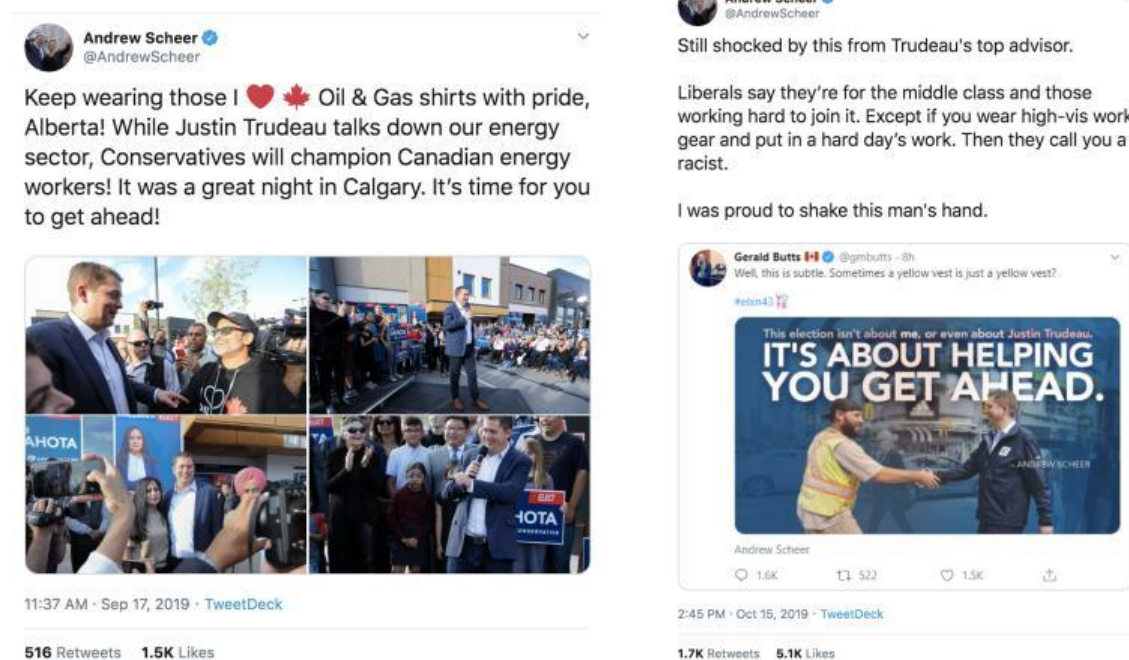 Andrew Scheer
@AndrewScheer
Keep wearing those I ❤️ 🍁 Oil & Gas shirts with pride,
Alberta! While Justin Trudeau talks down our energy
sector, Conservatives will champion Canadian energy
workers! It was a great night in Calgary. It's time for you
to get ahead!
AHOTA
ELECT
HOTA
CONSERVATIVE
11:37 AM · Sep 17, 2019 · TweetDeck
516 Retweets 1.5K Likes
Andrew Scheer
@AndrewScheer
Still shocked by this from Trudeau's top advisor.
Liberals say they're for the middle class and those
working hard to join it. Except if you wear high-vis work
gear and put in a hard day's work. Then they call you a
racist.
I was proud to shake this man's hand.
Gerald Butts @gmbutts · 8h
Well, this is subtle. Sometimes a yellow vest is just a yellow vest?
#elxn43
This election isn't about me, or even about Justin Trudeau.
IT'S ABOUT HELPING
YOU GET AHEAD.
- ANDREW SCHEER
Andrew Scheer
1.6K 522 1.5K
2:45 PM · Oct 15, 2019 · TweetDeck
1.7K Retweets 5.1K Likes